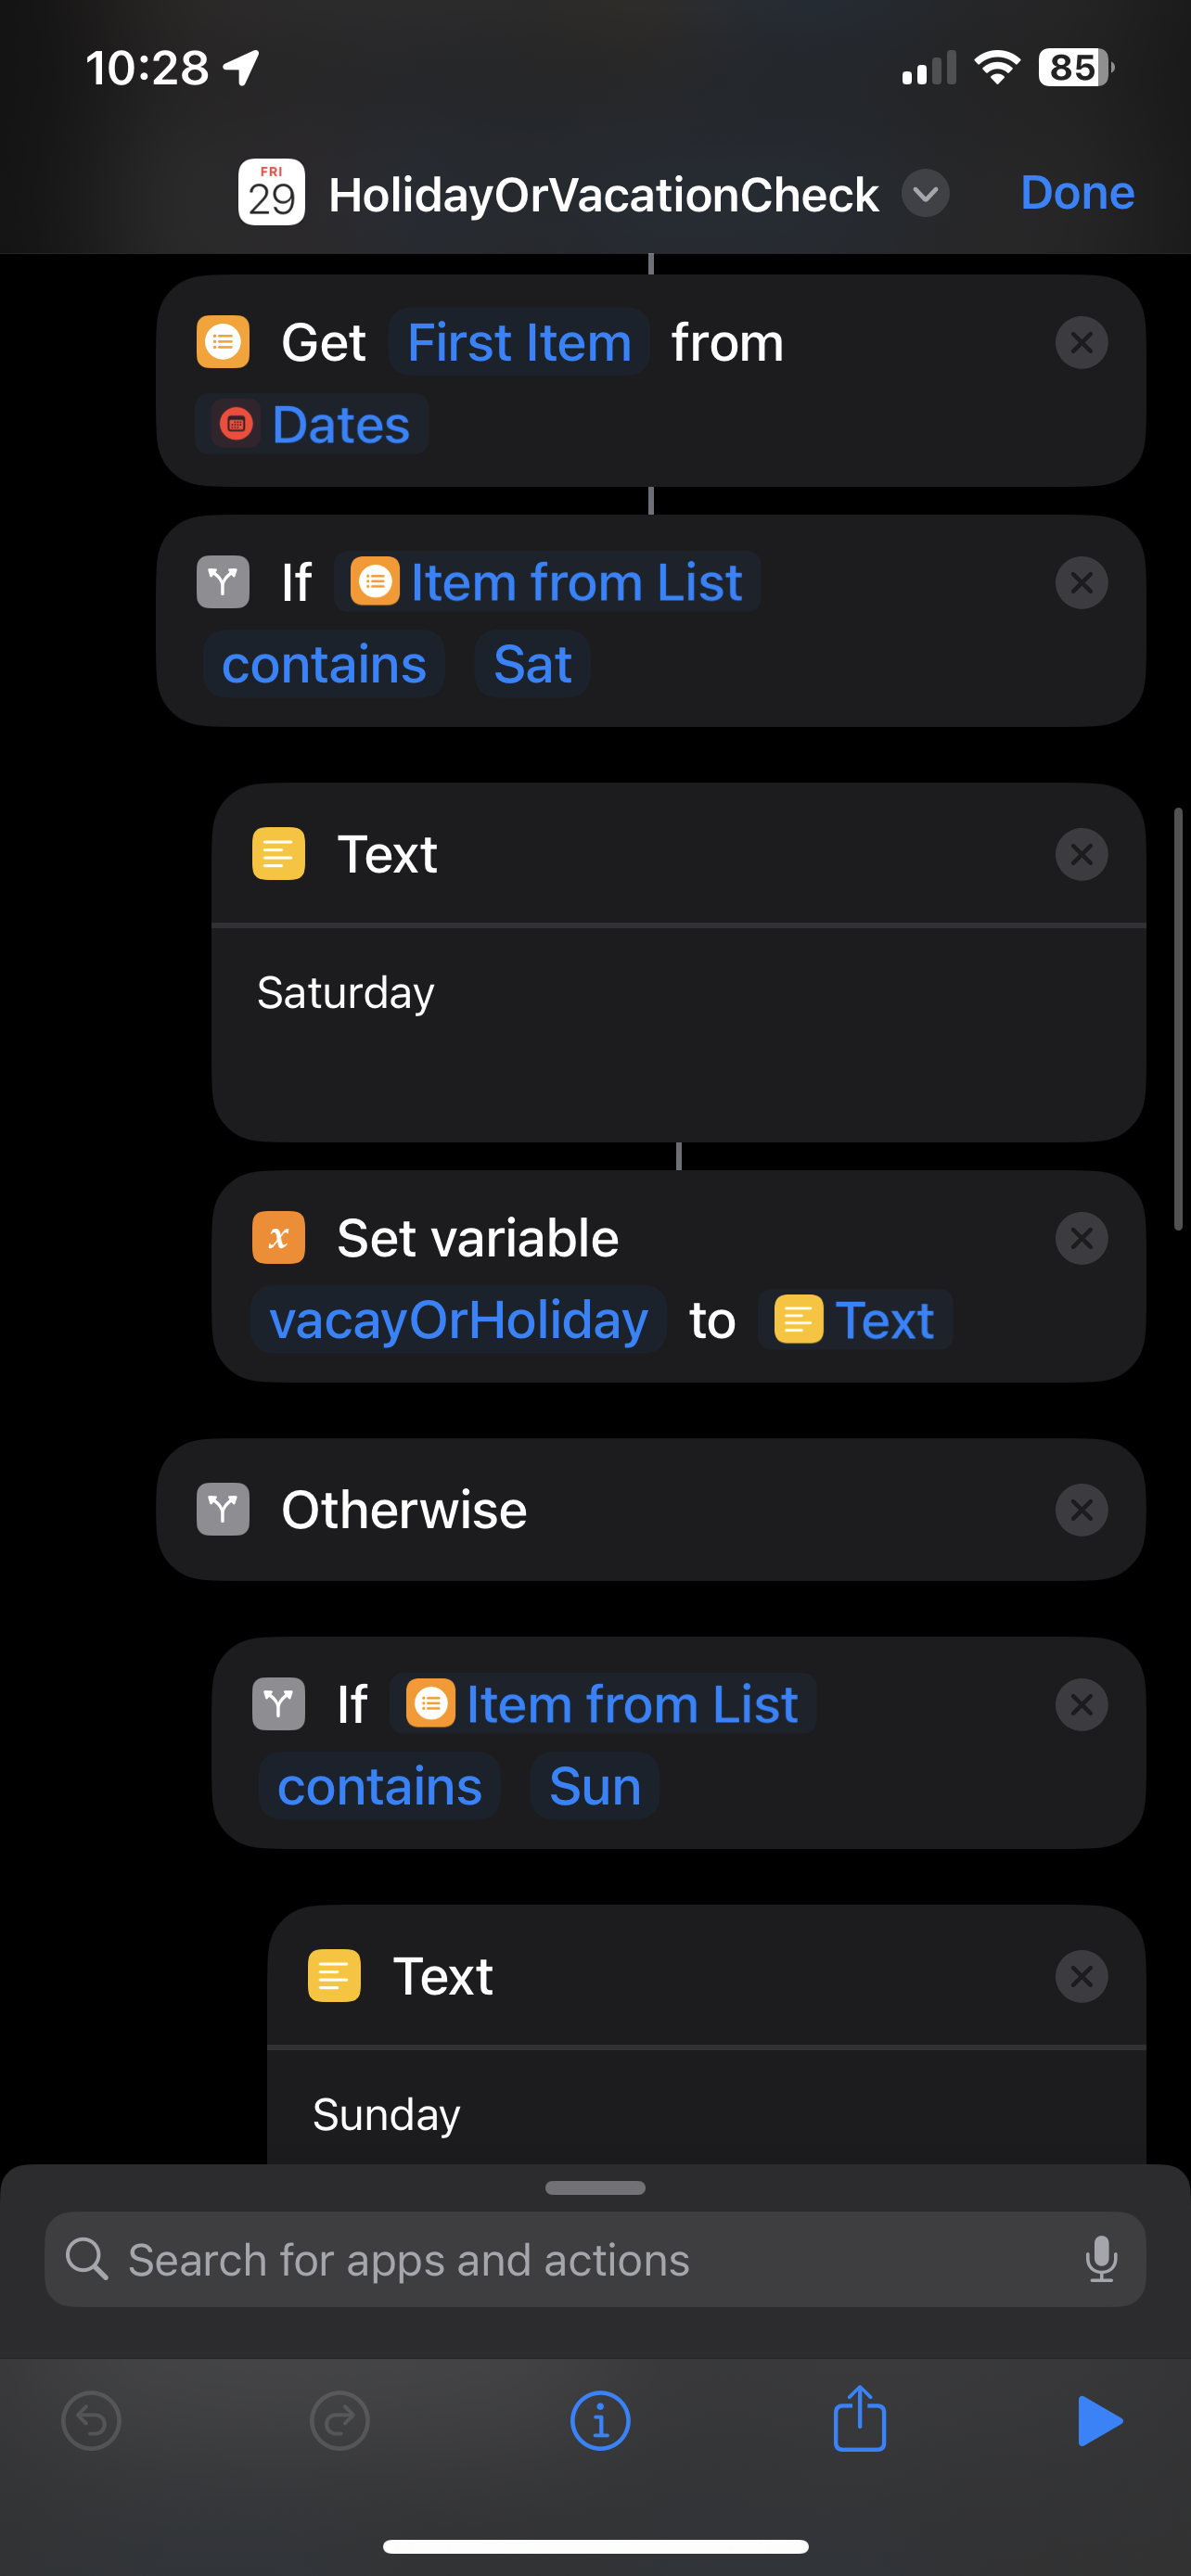 10:28
85
FRI
29
HolidayOrVacationCheck
Done
Get First Item from
Dates
If Item from List
contains Sat
Text
Saturday
x Set variable
vacayOrHoliday to Text
Otherwise
If Item from List
contains Sun
Text
Sunday
Search for apps and actions